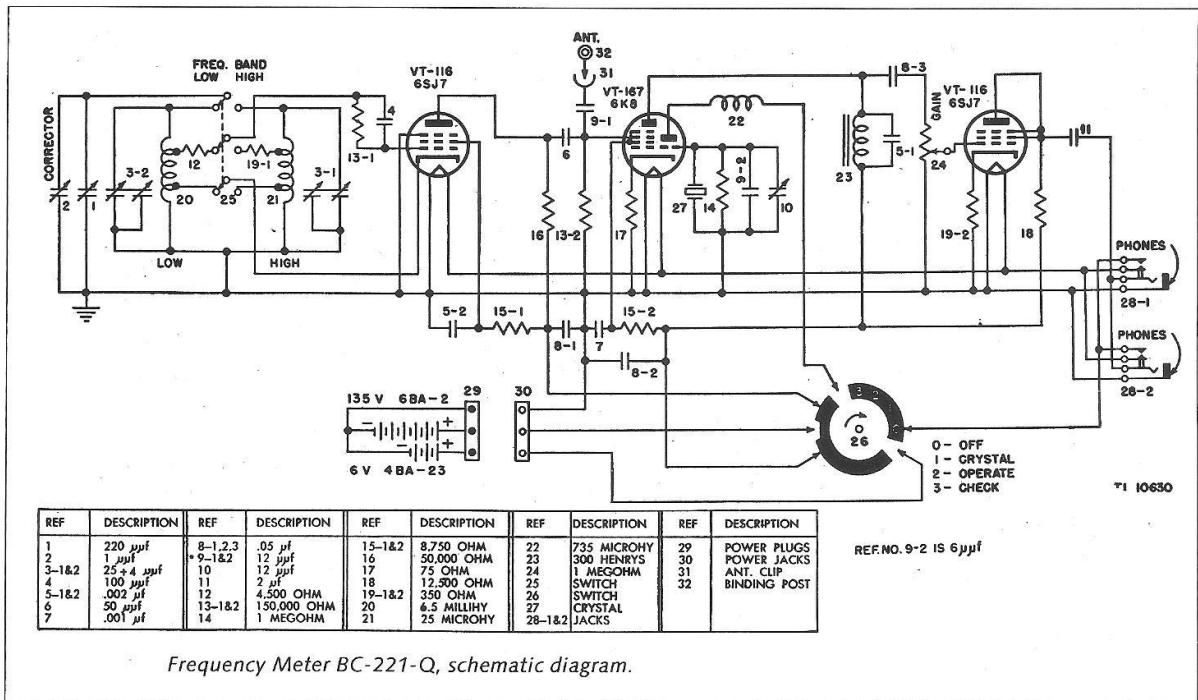 ANT.
32
FREQ. BAND
LOW HIGH
VT-116
6SJ7
31
VT-167
6K8
8-3
VT-116
6SJ7
CORRECTOR
4
9-1
22
GAIN
11
13-1
6
5-1
24
12
19-1
3-2
3-1
9-2
23
2
1
20
25
21
16
13-2
17
27
14
10
19-2
18
LOW
HIGH
PHONES
28-1
5-2
15-1
8-1
7
15-2
8-2
PHONES
28-2
135 V 6BA-2
29
30
3 2
26
0 - OFF
1 - CRYSTAL
2 - OPERATE
3 - CHECK
6 V 4BA-23
TI 10630
REF DESCRIPTION REF DESCRIPTION REF DESCRIPTION REF DESCRIPTION REF DESCRIPTION
1 220 µµf 8-1,2,3 .05 µf 15-1&2 8,750 OHM 22 735 MICROHY 29 POWER PLUGS
2 1 µµf *9-1&2 12 µµf 16 50,000 OHM 23 300 HENRYS 30 POWER JACKS
3-1&2 25 ÷ 4 µµf 10 12 µµf 17 75 OHM 24 1 MEGOHM 31 ANT. CLIP
4 100 µµf 11 2 µf 18 12,500 OHM 25 SWITCH 32 BINDING POST
5-1&2 .002 µf 12 4,500 OHM 19-1&2 350 OHM 26 SWITCH
6 50 µµf 13-1&2 150,000 OHM 20 6.5 MILLIHY 27 CRYSTAL
7 .001 µf 14 1 MEGOHM 21 25 MICROHY 28-1&2 JACKS
REF. NO. 9-2 IS 6µµf
Frequency Meter BC-221-Q, schematic diagram.